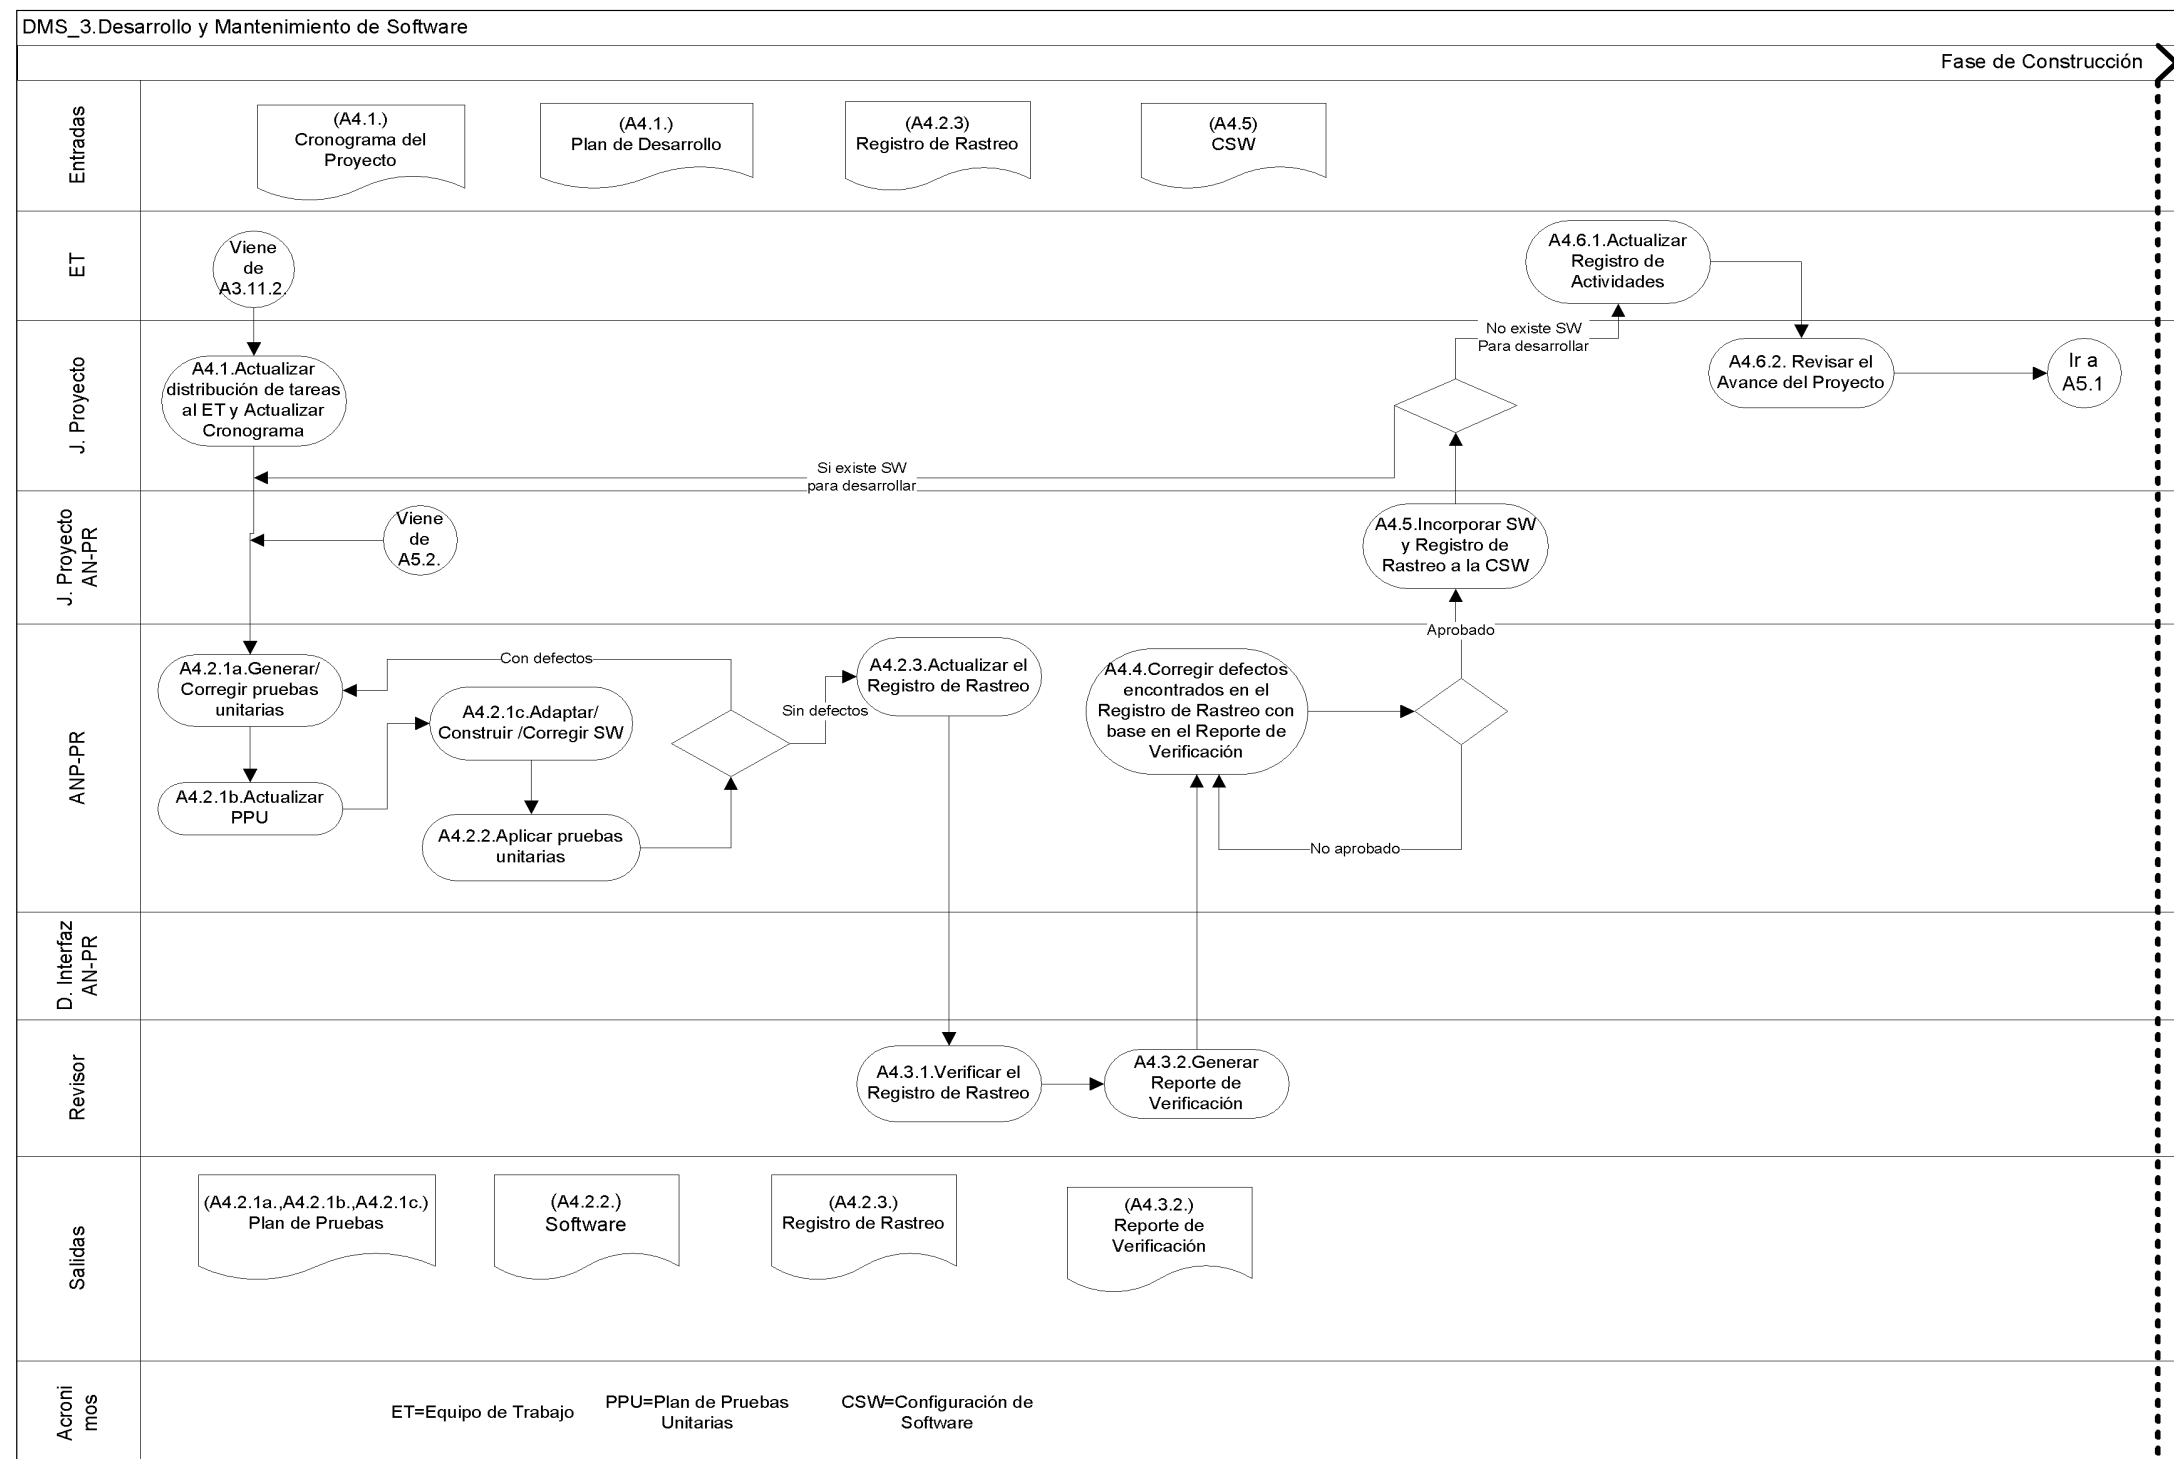 DMS_3.Desarrollo y Mantenimiento de Software
Fase de Construcción
Entradas
(A4.1.)
Cronograma del
Proyecto
(A4.1.)
Plan de Desarrollo
(A4.2.3)
Registro de Rastreo
(A4.5)
CSW
ET
Viene
de
A3.11.2.
A4.6.1.Actualizar
Registro de
Actividades
J. Proyecto
A4.1.Actualizar
distribución de tareas
al ET y Actualizar
Cronograma
No existe SW
Para desarrollar
A4.6.2. Revisar el
Avance del Proyecto
Ir a
A5.1
Si existe SW
para desarrollar
J. Proyecto
AN-PR
Viene
de
A5.2.
A4.5.Incorporar SW
y Registro de
Rastreo a la CSW
Aprobado
ANP-PR
A4.2.1a.Generar/
Corregir pruebas
unitarias
Con defectos
A4.2.1c.Adaptar/
Construir /Corregir SW
Sin defectos
A4.2.3.Actualizar el
Registro de Rastreo
A4.4.Corregir defectos
encontrados en el
Registro de Rastreo con
base en el Reporte de
Verificación
A4.2.1b.Actualizar
PPU
A4.2.2.Aplicar pruebas
unitarias
No aprobado
D. Interfaz
AN-PR
Revisor
A4.3.1.Verificar el
Registro de Rastreo
A4.3.2.Generar
Reporte de
Verificación
Salidas
(A4.2.1a.,A4.2.1b.,A4.2.1c.)
Plan de Pruebas
(A4.2.2.)
Software
(A4.2.3.)
Registro de Rastreo
(A4.3.2.)
Reporte de
Verificación
Acroni
mos
ET=Equipo de Trabajo
PPU=Plan de Pruebas
Unitarias
CSW=Configuración de
Software